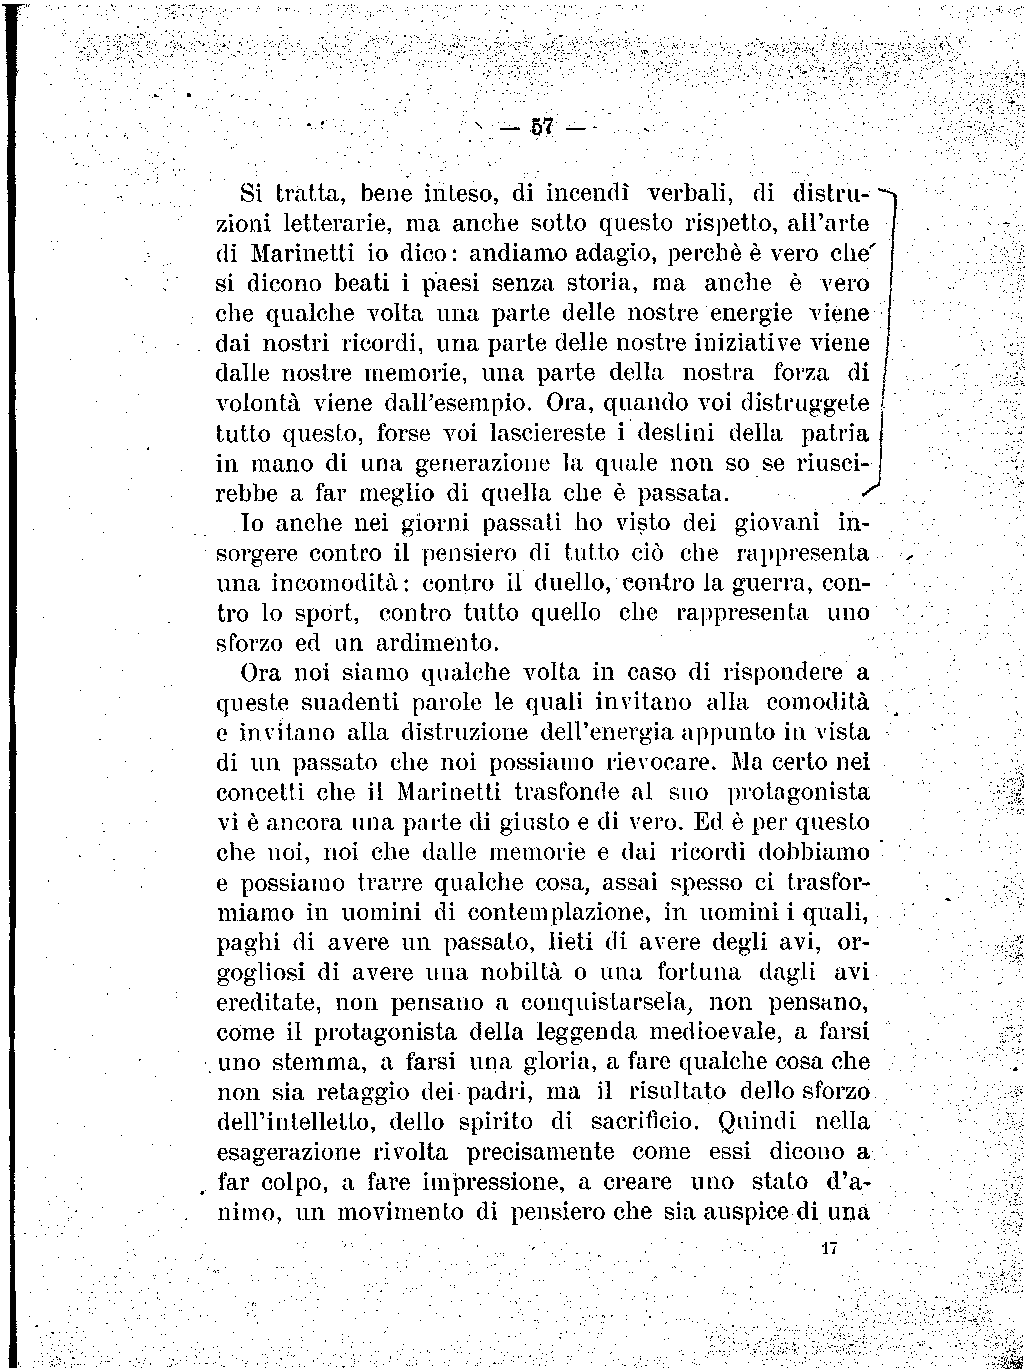 — 57 —
Si tratta, bene inteso, di incendî verbali, di distru-
zioni letterarie, ma anche sotto questo rispetto, all'arte
di Marinetti io dico: andiamo adagio, perchè è vero che
si dicono beati i paesi senza storia, ma anche è vero
che qualche volta una parte delle nostre energie viene
dai nostri ricordi, una parte delle nostre iniziative viene
dalle nostre memorie, una parte della nostra forza di
volontà viene dall'esempio. Ora, quando voi distruggete
tutto questo, forse voi lasciereste i destini della patria
in mano di una generazione la quale non so se riusci-
rebbe a far meglio di quella che è passata.
Io anche nei giorni passati ho visto dei giovani in-
sorgere contro il pensiero di tutto ciò che rappresenta
una incomodità: contro il duello, contro la guerra, con-
tro lo sport, contro tutto quello che rappresenta uno
sforzo ed un ardimento.
Ora noi siamo qualche volta in caso di rispondere a
queste suadenti parole le quali invitano alla comodità
e invitano alla distruzione dell'energia appunto in vista
di un passato che noi possiamo rievocare. Ma certo nei
concetti che il Marinetti trasfonde al suo protagonista
vi è ancora una parte di giusto e di vero. Ed è per questo
che noi, noi che dalle memorie e dai ricordi dobbiamo
e possiamo trarre qualche cosa, assai spesso ci trasfor-
miamo in uomini di contemplazione, in uomini i quali,
paghi di avere un passato, lieti di avere degli avi, or-
gogliosi di avere una nobiltà o una fortuna dagli avi
ereditate, non pensano a conquistarsela, non pensano,
come il protagonista della leggenda medioevale, a farsi
uno stemma, a farsi una gloria, a fare qualche cosa che
non sia retaggio dei padri, ma il risultato dello sforzo
dell'intelletto, dello spirito di sacrificio. Quindi nella
esagerazione rivolta precisamente come essi dicono a
far colpo, a fare impressione, a creare uno stato d'a-
nimo, un movimento di pensiero che sia auspice di una
17